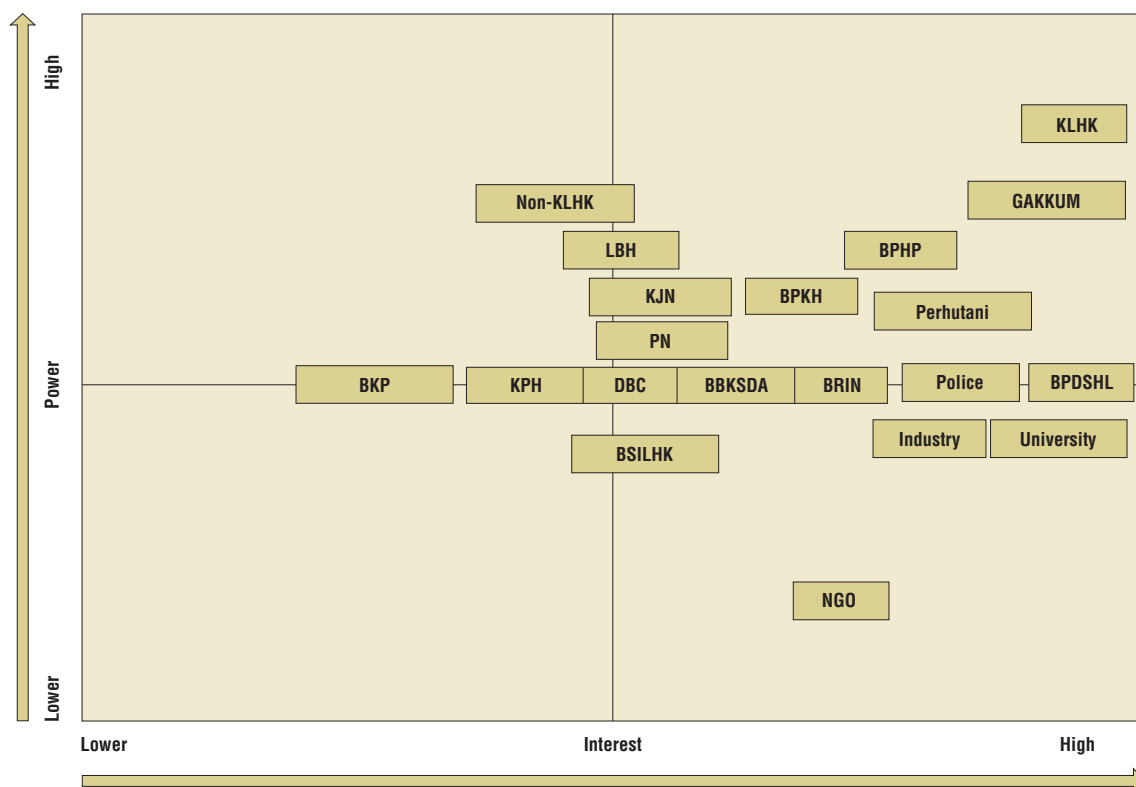 High
KLHK
Non-KLHK
GAKKUM
LBH
BPHP
KJN
BPKH
Perhutani
PN
Power
BKP
KPH
DBC
BBKSDA
BRIN
Police
BPDSHL
Industry
University
BSILHK
NGO
Lower
Lower
Interest
High